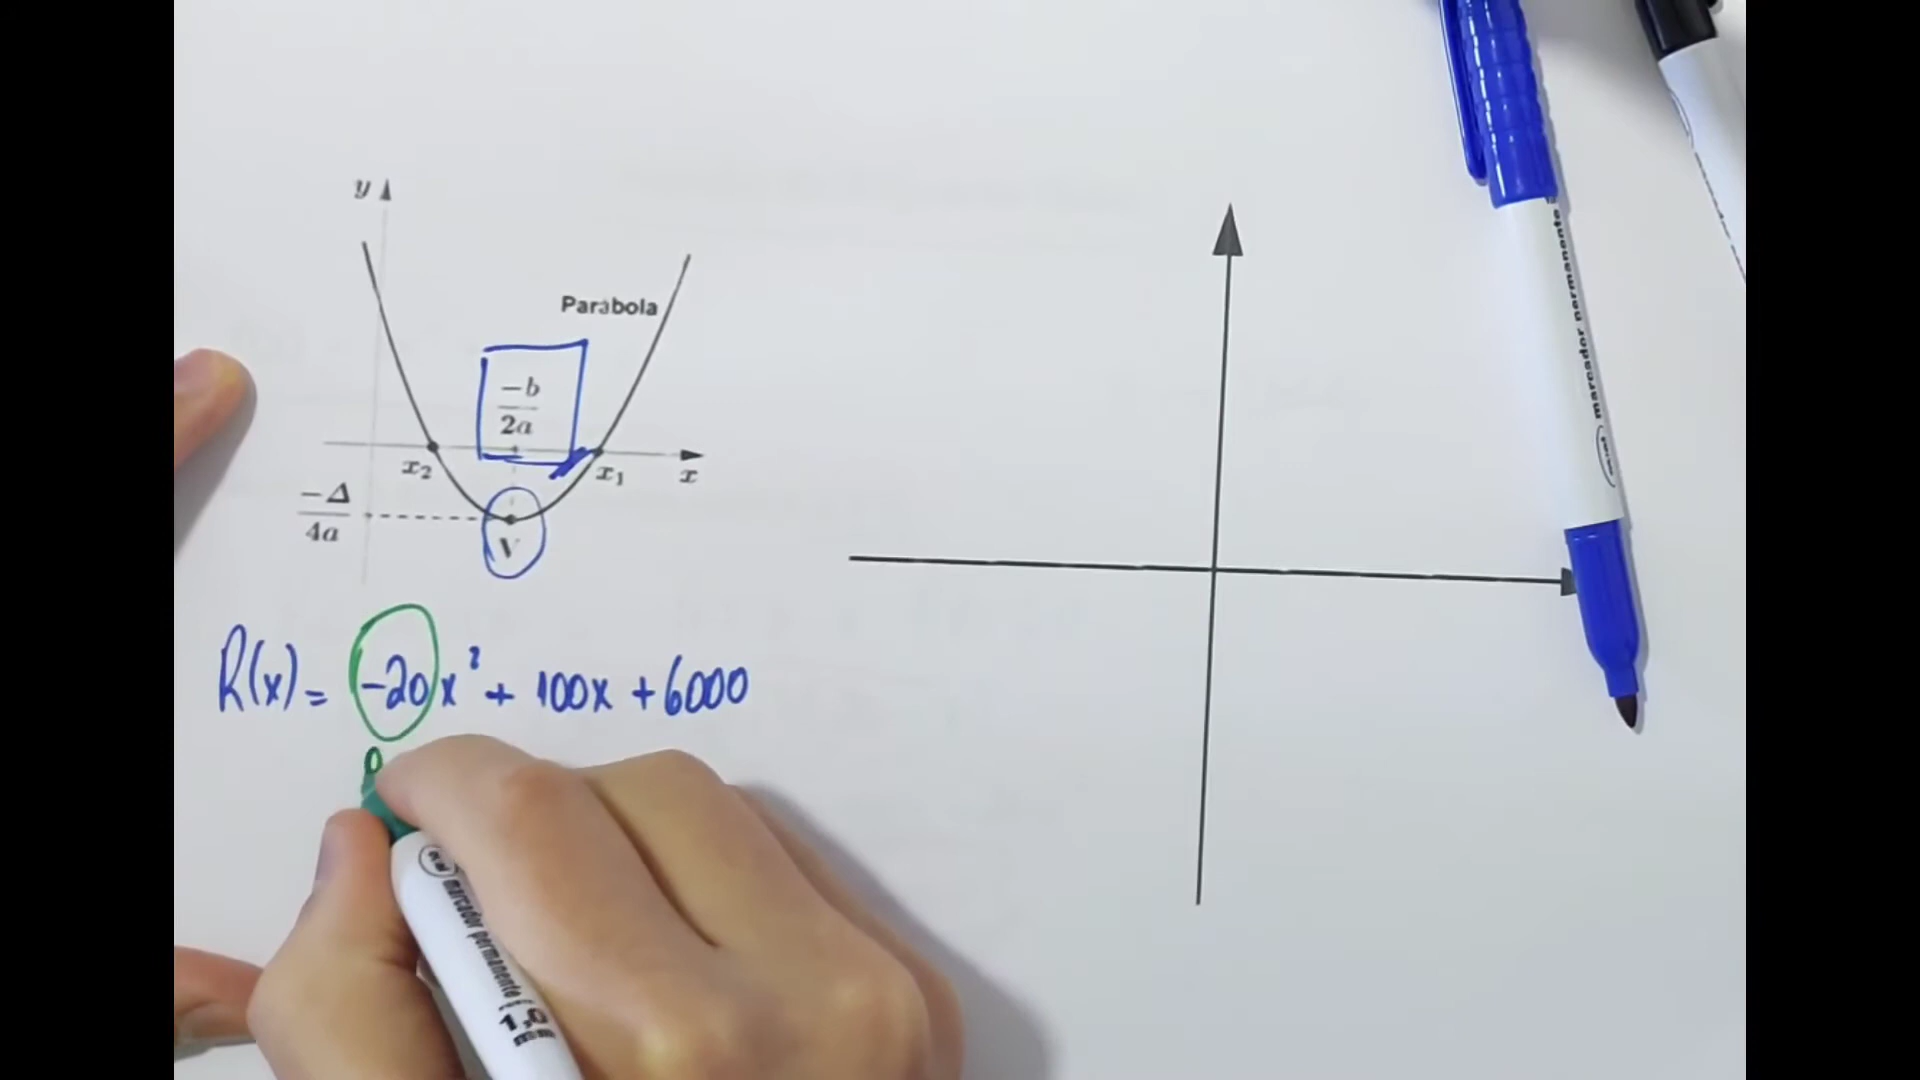 y
Parábola
-b
2a
x₂
x₁
x
-Δ
4a
V
R(x) = -20x² + 100x + 6000
marcador permanente
marcador permanente
1.0